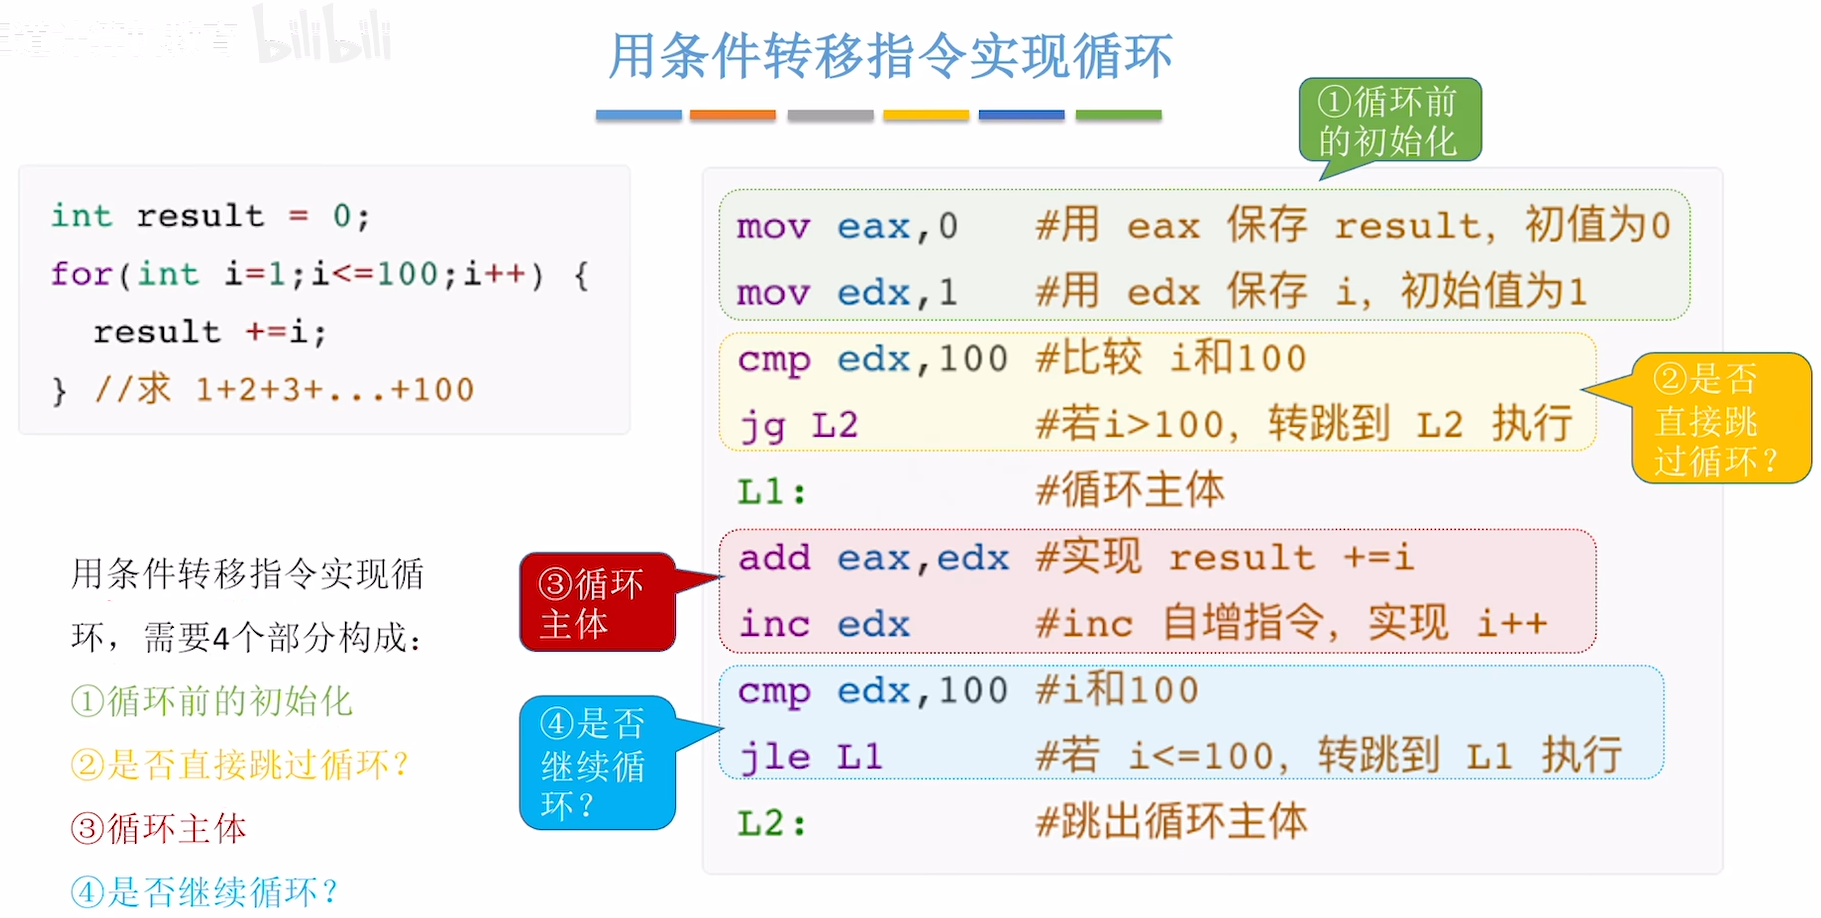 bilibili
用条件转移指令实现循环
①循环前
的初始化
int result = 0;
for(int i=1;i<=100;i++) {
result +=i;
} //求 1+2+3+...+100
mov eax,0 #用 eax 保存 result, 初值为0
mov edx,1 #用 edx 保存 i, 初始值为1
cmp edx,100 #比较 i和100
jg L2 #若i>100, 转跳到 L2 执行
L1: #循环主体
add eax,edx #实现 result +=i
inc edx #inc 自增指令, 实现 i++
cmp edx,100 #i和100
jle L1 #若 i<=100, 转跳到 L1 执行
L2: #跳出循环主体
②是否
直接跳
过循环？
③循环
主体
④是否
继续循
环？
用条件转移指令实现循
环，需要4个部分构成：
①循环前的初始化
②是否直接跳过循环？
③循环主体
④是否继续循环？